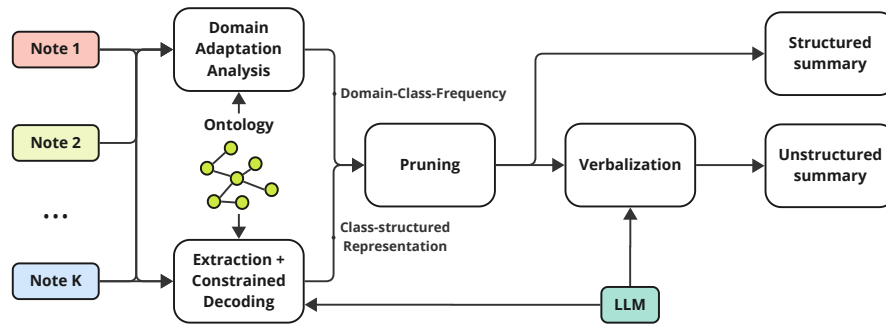 Note 1
Note 2
...
Note K
Domain
Adaptation
Analysis
Ontology
Extraction +
Constrained
Decoding
Domain-Class-Frequency
Class-structured
Representation
Pruning
Verbalization
LLM
Structured
summary
Unstructured
summary